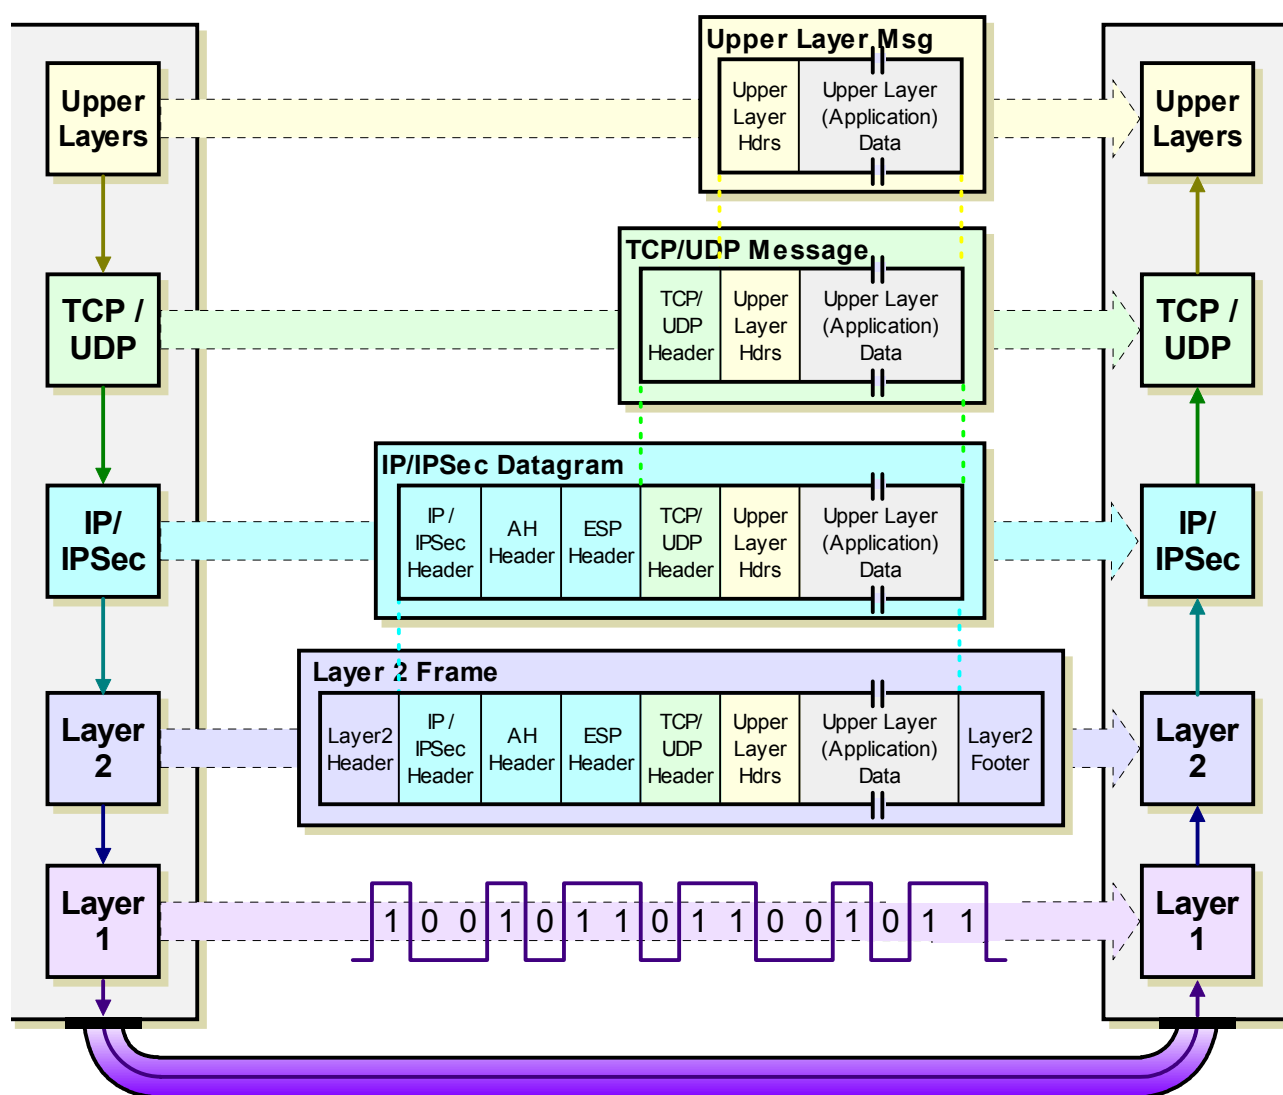 Upper Layer Msg
Upper
Layers
Upper
Layer
Hdrs
Upper Layer
(Application)
Data
Upper
Layers
TCP/UDP Message
TCP /
UDP
TCP/
UDP
Header
Upper
Layer
Hdrs
Upper Layer
(Application)
Data
TCP /
UDP
IP/IPSec Datagram
IP/
IPSec
IP /
IPSec
Header
AH
Header
ESP
Header
TCP/
UDP
Header
Upper
Layer
Hdrs
Upper Layer
(Application)
Data
IP/
IPSec
Layer 2 Frame
Layer
2
Layer2
Header
IP /
IPSec
Header
AH
Header
ESP
Header
TCP/
UDP
Header
Upper
Layer
Hdrs
Upper Layer
(Application)
Data
Layer2
Footer
Layer
2
Layer
1
1 0 0 1 0 1 1 0 1 1 0 0 1 0 1 1
Layer
1